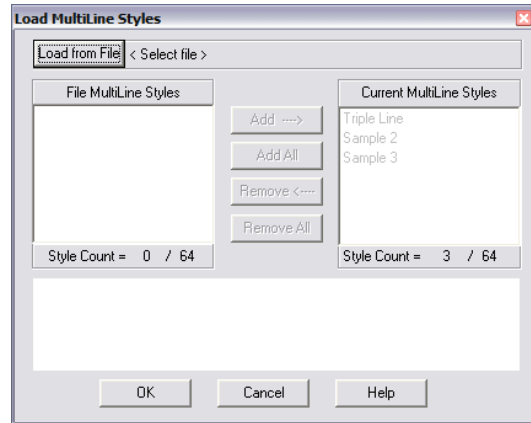 Load MultiLine Styles
Load from File < Select file >
File MultiLine Styles
Current MultiLine Styles
Add ---->
Add All
Remove <----
Remove All
Triple Line
Sample 2
Sample 3
Style Count = 0 / 64
Style Count = 3 / 64
OK Cancel Help